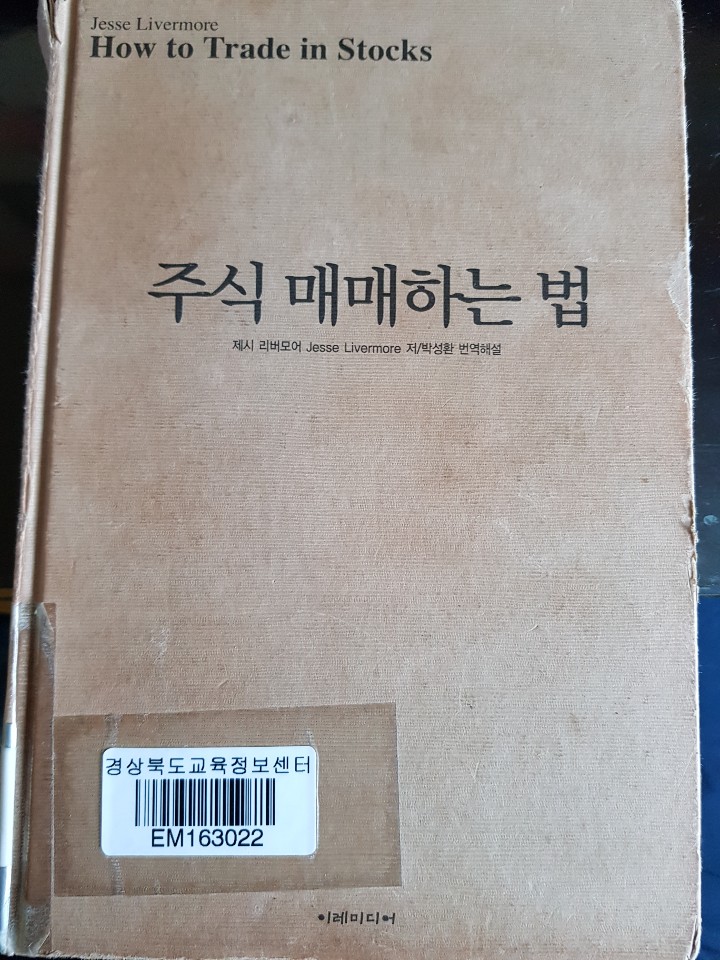 Jesse Livermore
How to Trade in Stocks
주식 매매하는 법
제시 리버모어 Jesse Livermore 저/박성환 번역해설
경상북도교육정보센터
EM163022
이레미디어